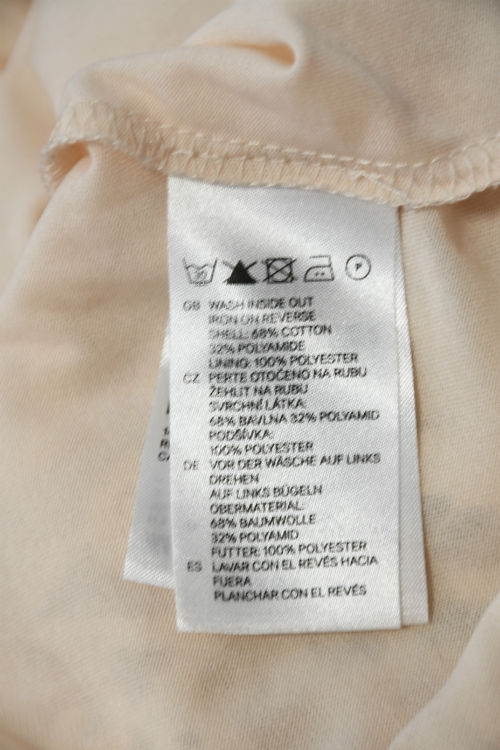 30 P
GB WASH INSIDE OUT
IRON ON REVERSE
SHELL: 68% COTTON
32% POLYAMIDE
LINING: 100% POLYESTER
CZ PERTE OTOČENO NA RUBU
ŽEHLIT NA RUBU
SVRCHNÍ LÁTKA:
68% BAVLNA 32% POLYAMID
PODŠÍVKA:
100% POLYESTER
DE VOR DER WÄSCHE AUF LINKS
DREHEN
AUF LINKS BÜGELN
OBERMATERIAL:
68% BAUMWOLLE
32% POLYAMID
FUTTER: 100% POLYESTER
ES LAVAR CON EL REVÉS HACIA
FUERA
PLANCHAR CON EL REVÉS